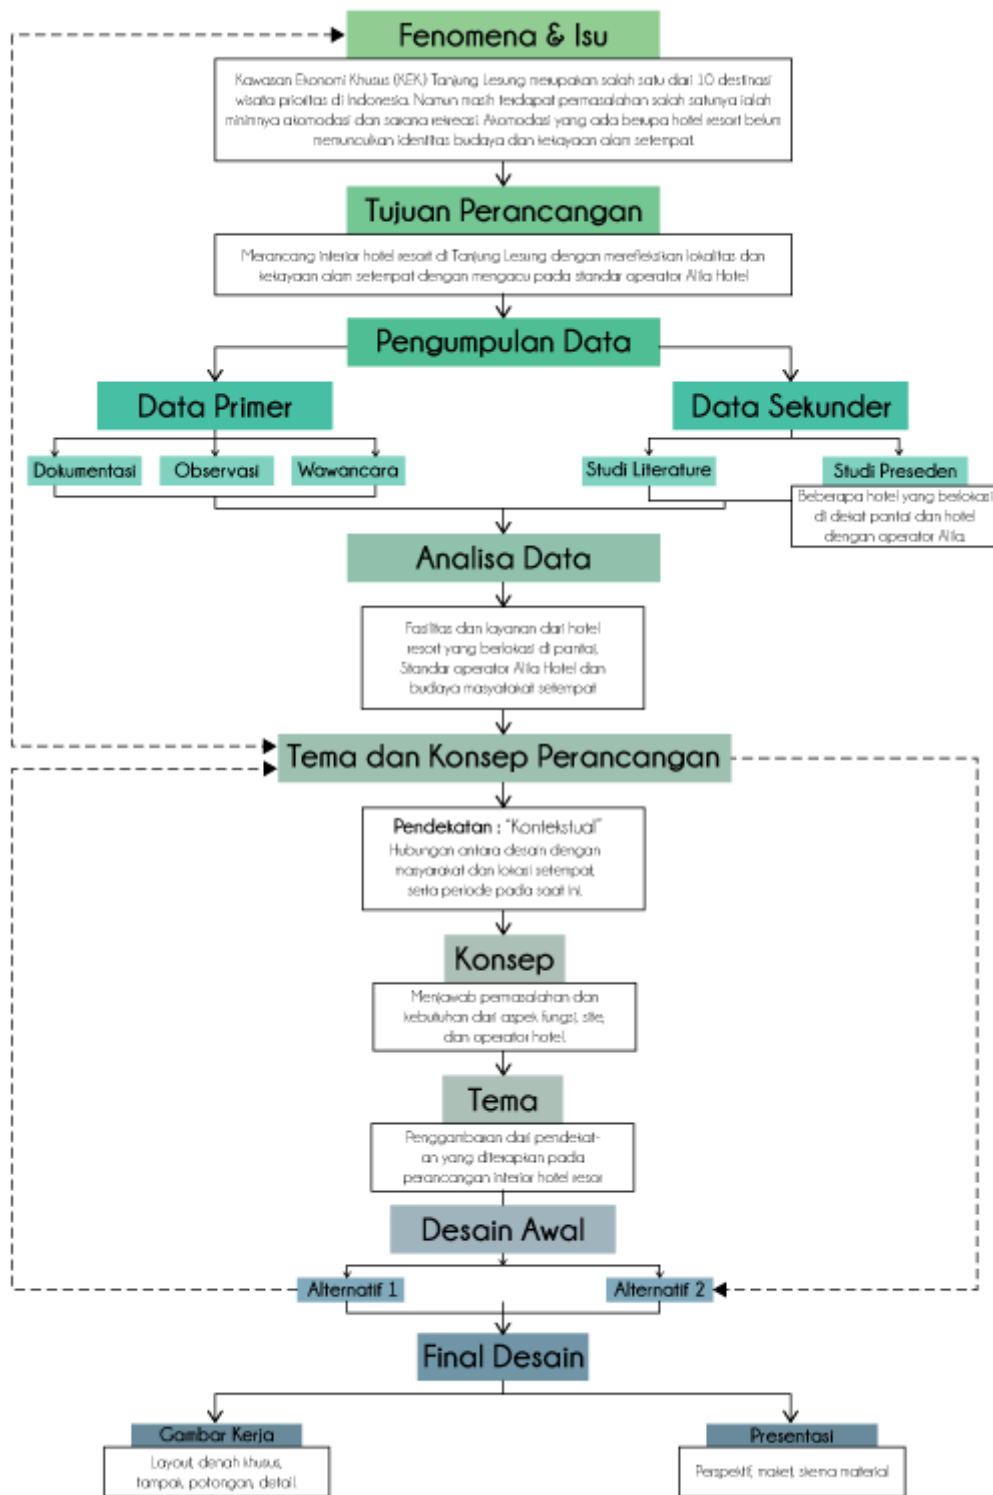 Fenomena & Isu
Kawasan Ekonomi Khusus (KEK) Tanjung Lesung merupakan salah satu dari 10 destinasi
wisata prioritas di Indonesia. Namun masih terdapat permasalahan salah satunya ialah
minimnya akomodasi dan sarana rekreasi. Akomodasi yang ada berupa hotel resort belum
memunculkan identitas budaya dan kekayaan alam setempat.
Tujuan Perancangan
Merancang interior hotel resort di Tanjung Lesung dengan merefleksikan lokalitas dan
kekayaan alam setempat dengan mengacu pada standar operator Alila Hotel
Pengumpulan Data
Data Primer
Data Sekunder
Dokumentasi
Observasi
Wawancara
Studi Literature
Studi Preseden
Beberapa hotel yang berlokasi
di dekat pantai dan hotel
dengan operator Alila.
Analisa Data
Fasilitas dan layanan dari hotel
resort yang berlokasi di pantai,
Standar operator Alila Hotel dan
budaya masyatakat setempat
Tema dan Konsep Perancangan
Pendekatan : "Kontekstual"
Hubungan antara desain dengan
masyarakat dan lokasi setempat,
serta periode pada saat ini.
Konsep
Menjawab permasalahan dan
kebutuhan dari aspek fungsi, site,
dan operator hotel.
Tema
Penggambaran dari pendekat-
an yang diterapkan pada
perancangan interior hotel resor
Desain Awal
Alternatif 1
Alternatif 2
Final Desain
Gambar Kerja
Layout, denah khusus,
tampak, potongan, detail.
Presentasi
Perspektif, maket, skema material